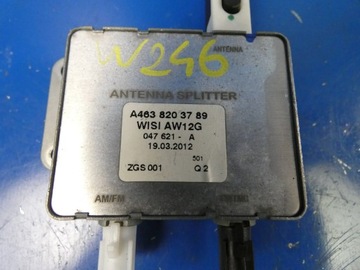 W246
ANTENNA
ANTENNA SPLITTER
A463 820 37 89
WISI AW12G
047 621 - A
19.03.2012
501
ZGS 001 Q 2
AM/FM